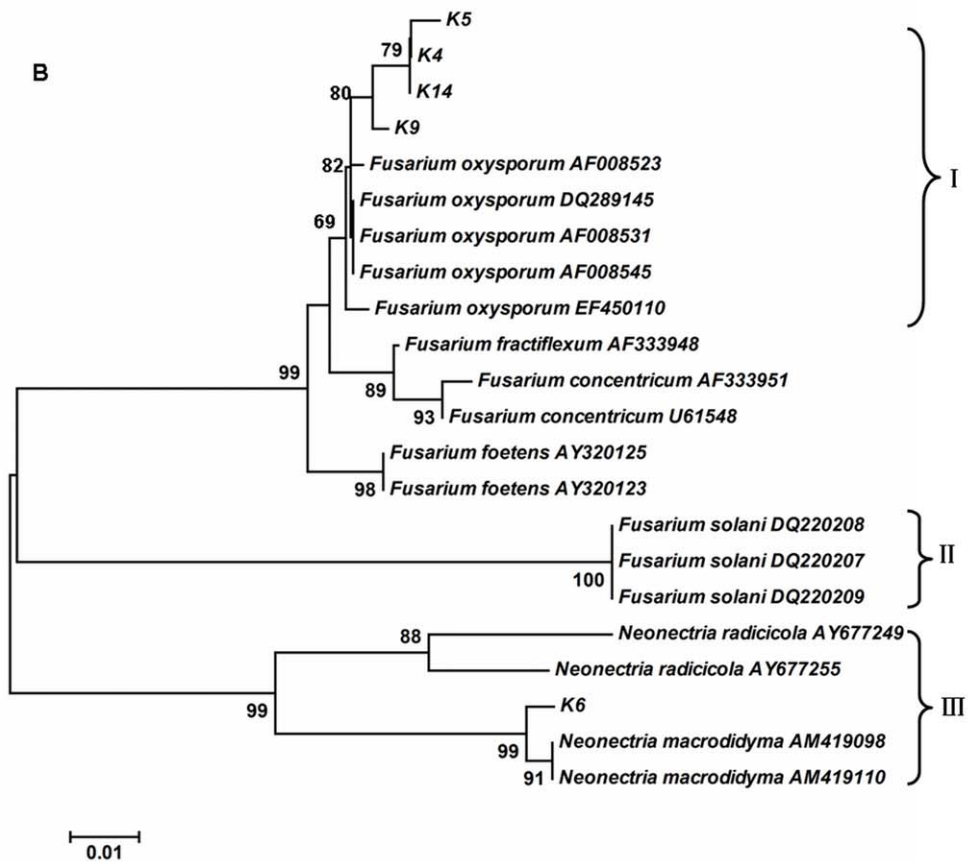 K5
79
K4
B
80
K14
K9
82
Fusarium oxysporum AF008523
I
Fusarium oxysporum DQ289145
69
Fusarium oxysporum AF008531
Fusarium oxysporum AF008545
Fusarium oxysporum EF450110
Fusarium fractiflexum AF333948
99
89
Fusarium concentricum AF333951
93
Fusarium concentricum U61548
Fusarium foetens AY320125
98
Fusarium foetens AY320123
Fusarium solani DQ220208
Fusarium solani DQ220207
II
100
Fusarium solani DQ220209
88
Neonectria radicicola AY677249
Neonectria radicicola AY677255
99
K6
III
99
Neonectria macrodidyma AM419098
91
Neonectria macrodidyma AM419110
0.01